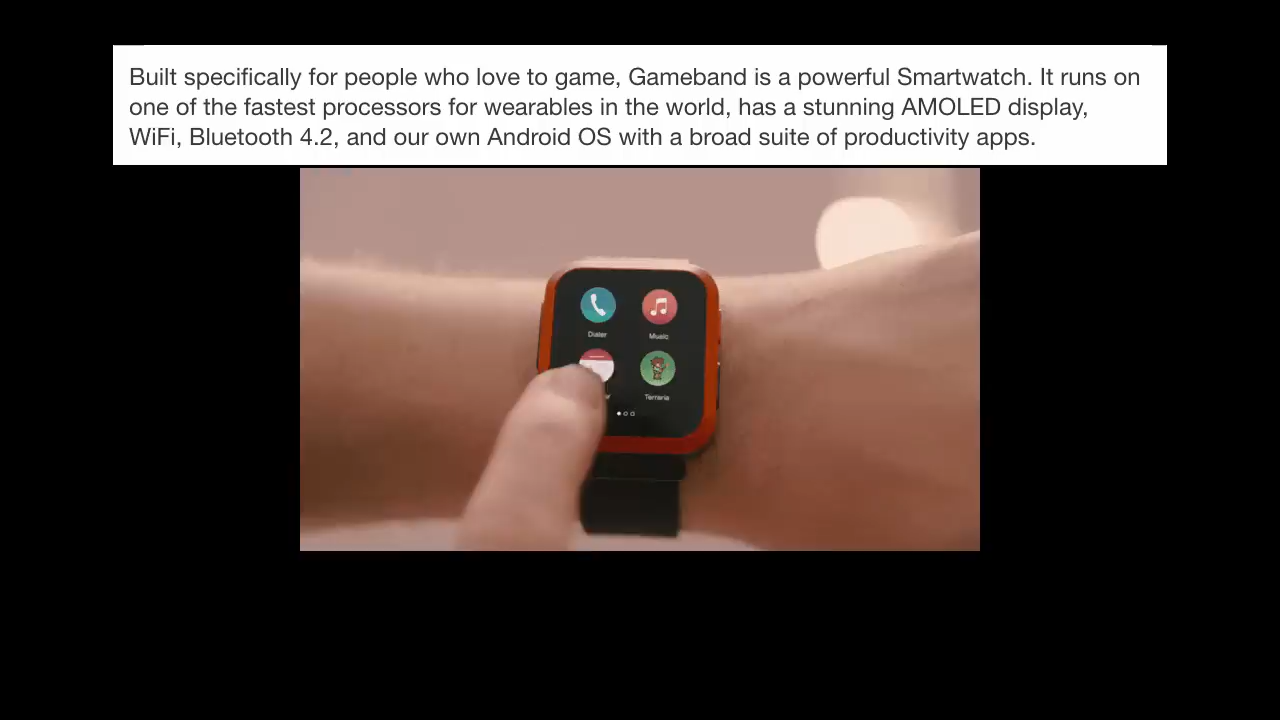 Built specifically for people who love to game, Gameband is a powerful Smartwatch. It runs on
one of the fastest processors for wearables in the world, has a stunning AMOLED display,
WiFi, Bluetooth 4.2, and our own Android OS with a broad suite of productivity apps.
Dialer Music
Terraria